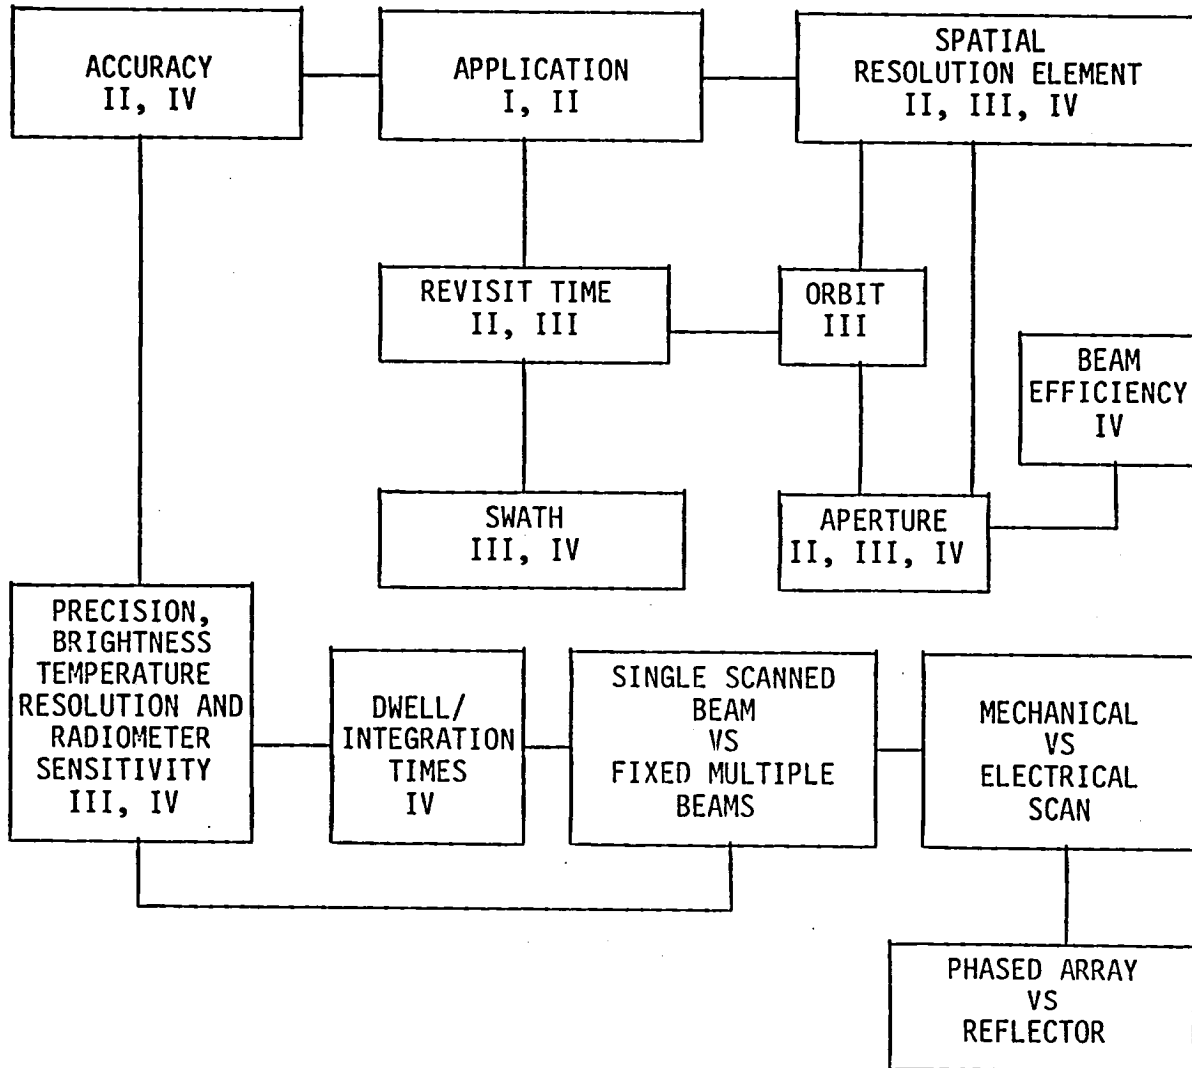 ACCURACY
II, IV
APPLICATION
I, II
SPATIAL
RESOLUTION ELEMENT
II, III, IV
REVISIT TIME
II, III
ORBIT
III
BEAM
EFFICIENCY
IV
SWATH
III, IV
APERTURE
II, III, IV
PRECISION,
BRIGHTNESS
TEMPERATURE
RESOLUTION AND
RADIOMETER
SENSITIVITY
III, IV
DWELL/
INTEGRATION
TIMES
IV
SINGLE SCANNED
BEAM
VS
FIXED MULTIPLE
BEAMS
MECHANICAL
VS
ELECTRICAL
SCAN
PHASED ARRAY
VS
REFLECTOR